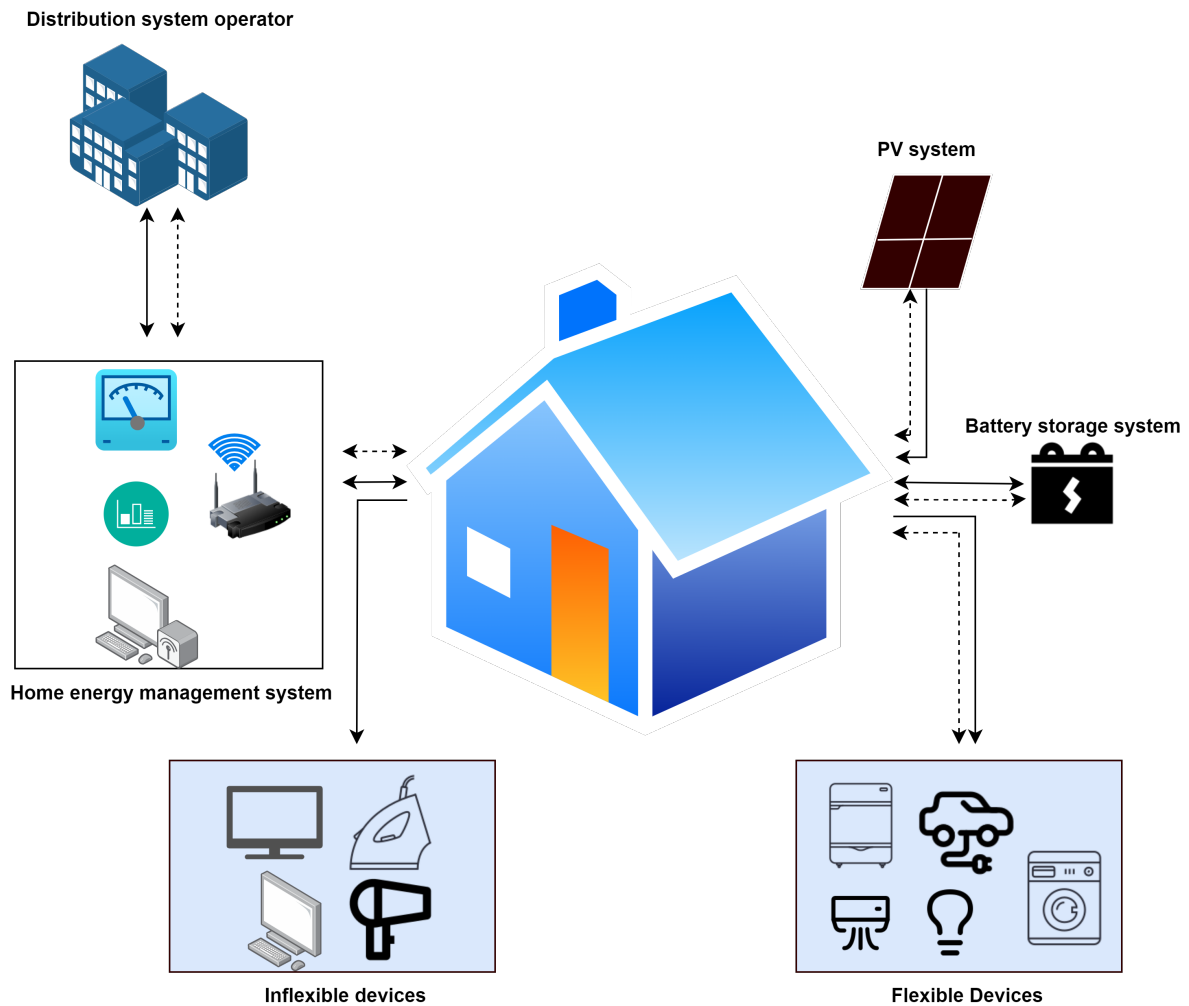 Distribution system operator
PV system
Battery storage system
Home energy management system
Inflexible devices
Flexible Devices